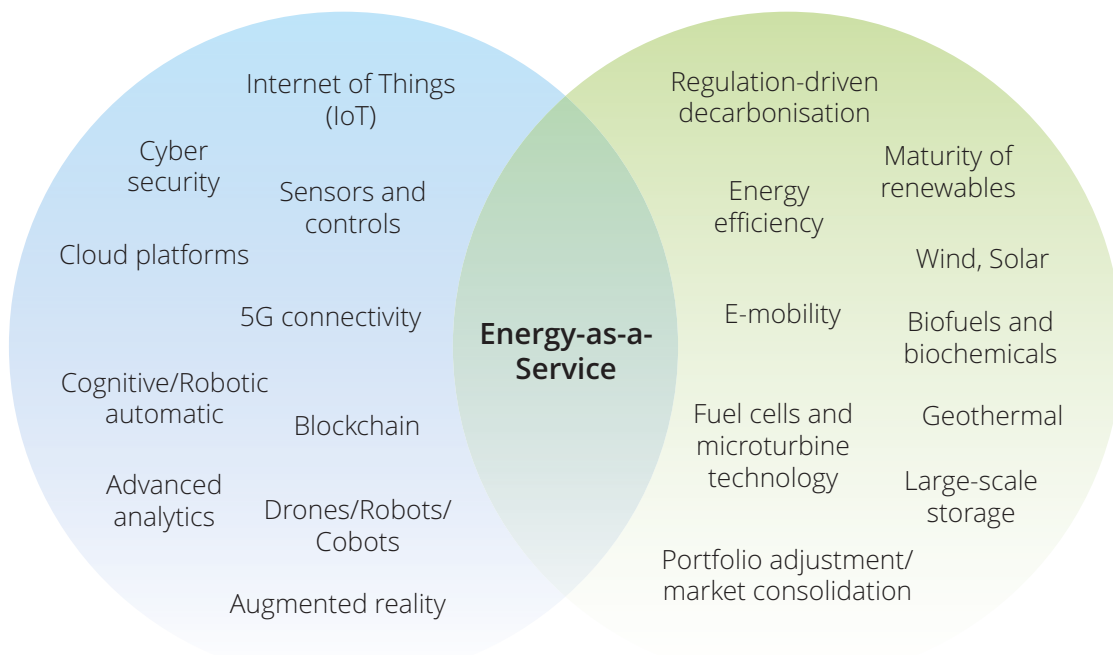 Internet of Things
(IoT)
Cyber
security
Sensors and
controls
Cloud platforms
5G connectivity
Cognitive/Robotic
automatic
Blockchain
Advanced
analytics
Drones/Robots/
Cobots
Augmented reality
Energy-as-a-
Service
Regulation-driven
decarbonisation
Maturity of
renewables
Energy
efficiency
Wind, Solar
E-mobility
Biofuels and
biochemicals
Fuel cells and
microturbine
technology
Geothermal
Large-scale
storage
Portfolio adjustment/
market consolidation